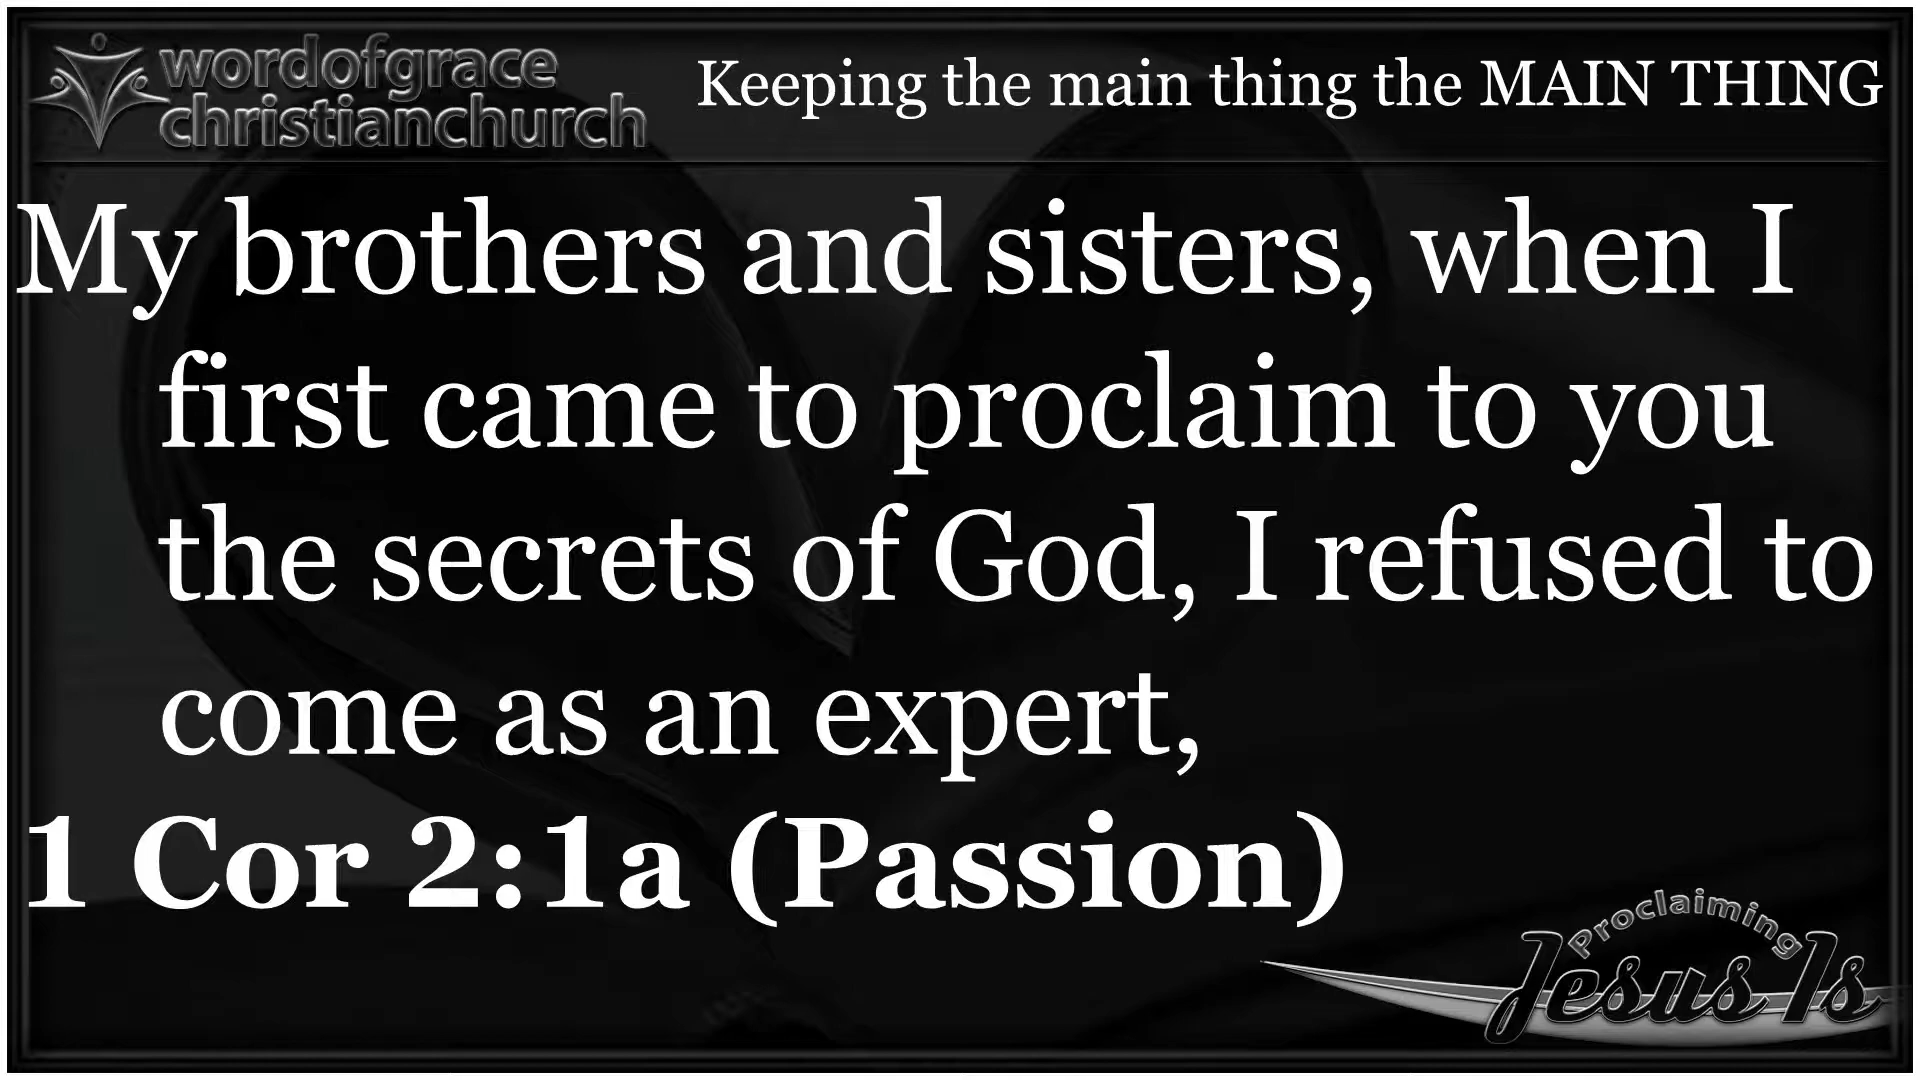 wordofgrace
christianchurch
Keeping the main thing the MAIN THING
My brothers and sisters, when I
first came to proclaim to you
the secrets of God, I refused to
come as an expert,
1 Cor 2:1a (Passion)
Proclaiming
Jesus Is